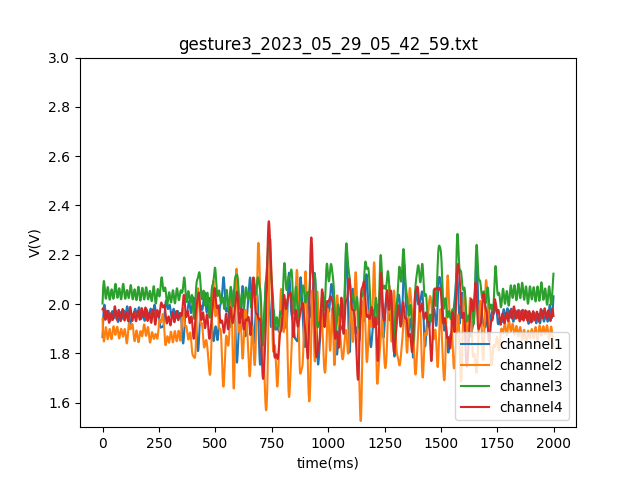 gesture3_2023_05_29_05_42_59.txt
3.0
2.8
2.6
2.4
2.2
2.0
1.8
1.6
V(V)
channel1
channel2
channel3
channel4
0 250 500 750 1000 1250 1500 1750 2000
time(ms)